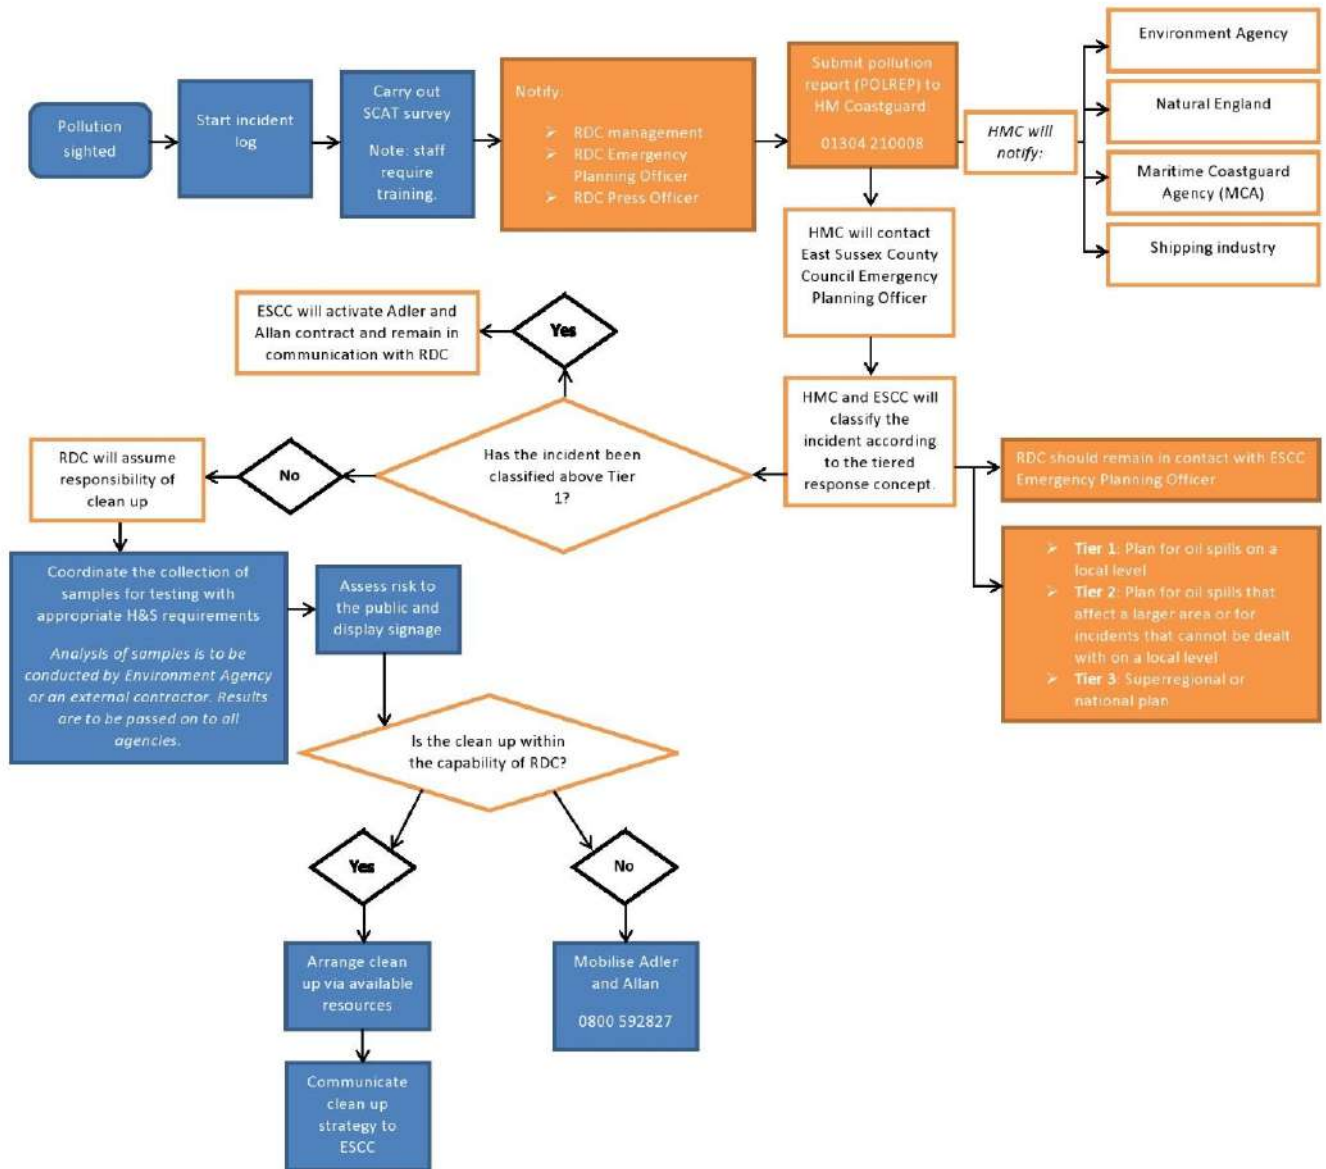 Pollution
sighted
Start incident
log
Carry out
SCAT survey
Note: staff
require
training.
Notify:
➤ RDC management
➤ RDC Emergency
Planning Officer
➤ RDC Press Officer
Submit pollution
report (POLREP) to
HM Coastguard
01304 210008
HMC will
notify:
Environment Agency
Natural England
Maritime Coastguard
Agency (MCA)
Shipping industry
HMC will contact
East Sussex County
Council Emergency
Planning Officer
HMC and ESCC will
classify the
incident according
to the tiered
response concept.
RDC should remain in contact with ESCC
Emergency Planning Officer
➤ Tier 1: Plan for oil spills on a
local level
➤ Tier 2: Plan for oil spills that
affect a larger area or for
incidents that cannot be dealt
with on a local level
➤ Tier 3: Superregional or
national plan
Has the incident been
classified above Tier
1?
Yes
ESCC will activate Adler and
Allan contract and remain in
communication with RDC
No
RDC will assume
responsibility of
clean up
Coordinate the collection of
samples for testing with
appropriate H&S requirements
Analysis of samples is to be
conducted by Environment Agency
or an external contractor. Results
are to be passed on to all
agencies.
Assess risk to
the public and
display signage
Is the clean up within
the capability of RDC?
Yes
Arrange clean
up via available
resources
Communicate
clean up
strategy to
ESCC
No
Mobilise Adler
and Allan
0800 592827